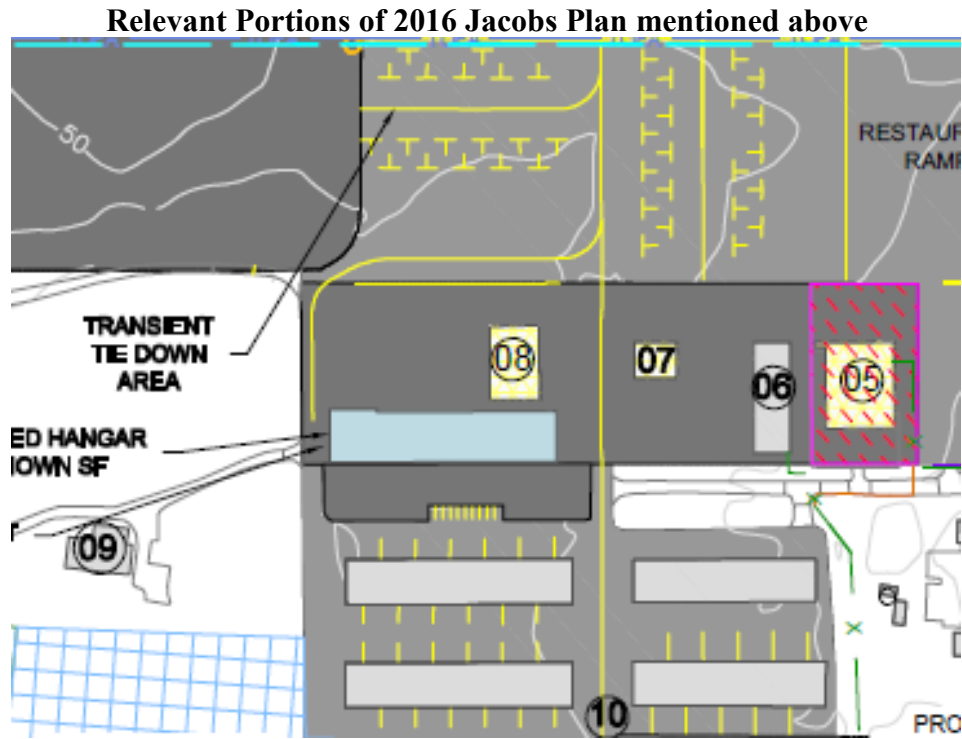 Relevant Portions of 2016 Jacobs Plan mentioned above
50
RESTAUR
RAMP
TRANSIENT
TIE DOWN
AREA
08
07
06
05
ED HANGAR
OWN SF
09
10
PRO